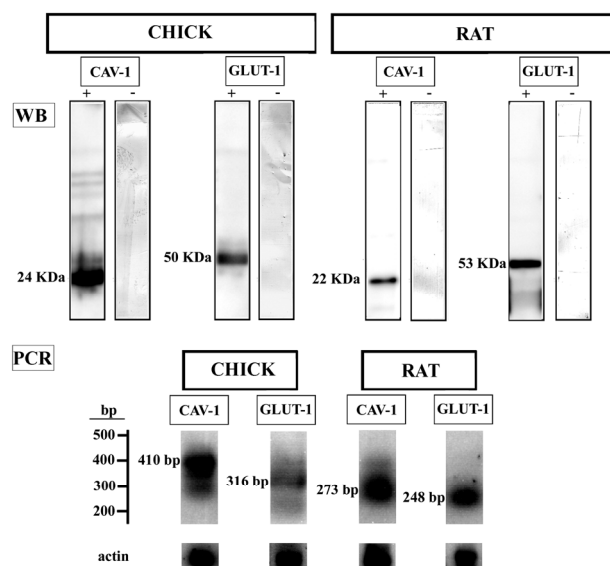 CHICK RAT
CAV-1 GLUT-1 CAV-1 GLUT-1
+ - + - + - + -
WB
24 KDa 50 KDa 22 KDa 53 KDa
PCR
CHICK RAT
bp CAV-1 GLUT-1 CAV-1 GLUT-1
500
400
410 bp
316 bp
300
273 bp
248 bp
200
actin